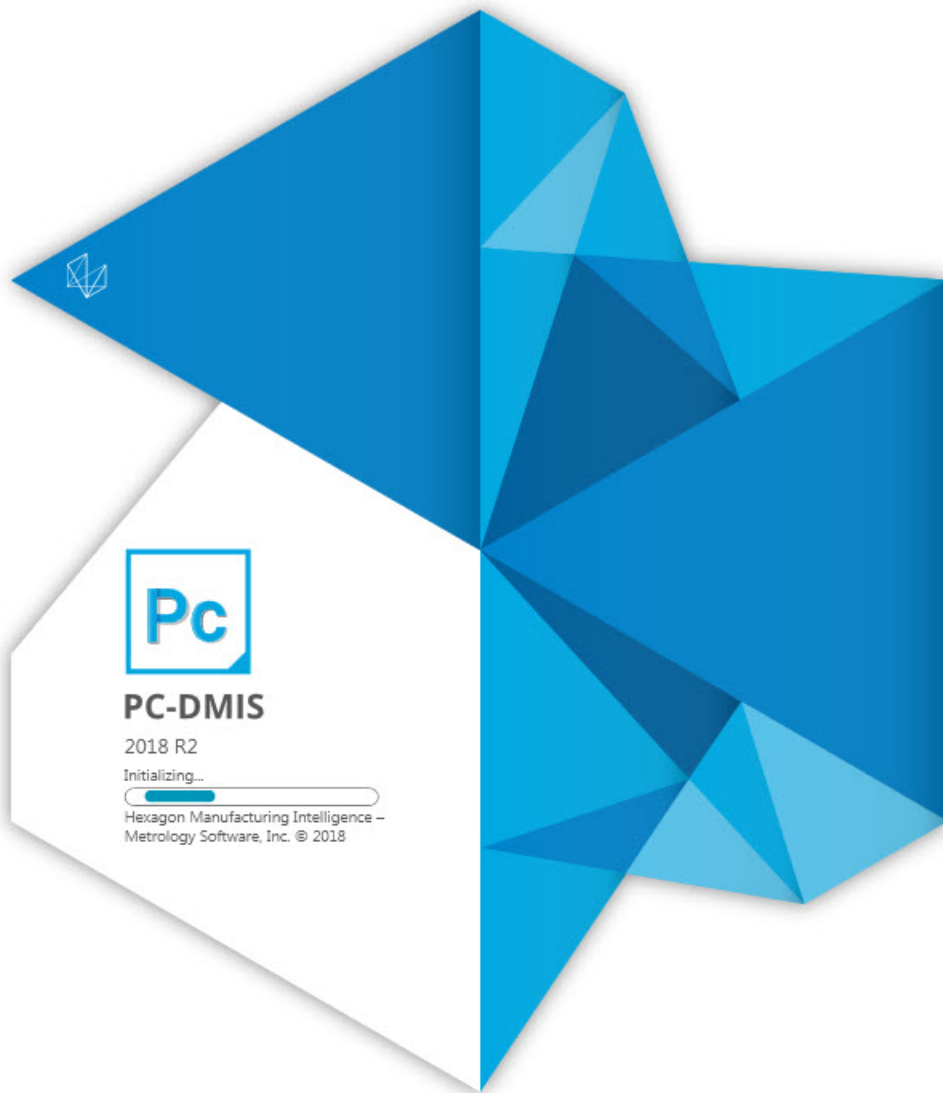 Pc
PC-DMIS
2018 R2
Initializing...
Hexagon Manufacturing Intelligence –
Metrology Software, Inc. © 2018